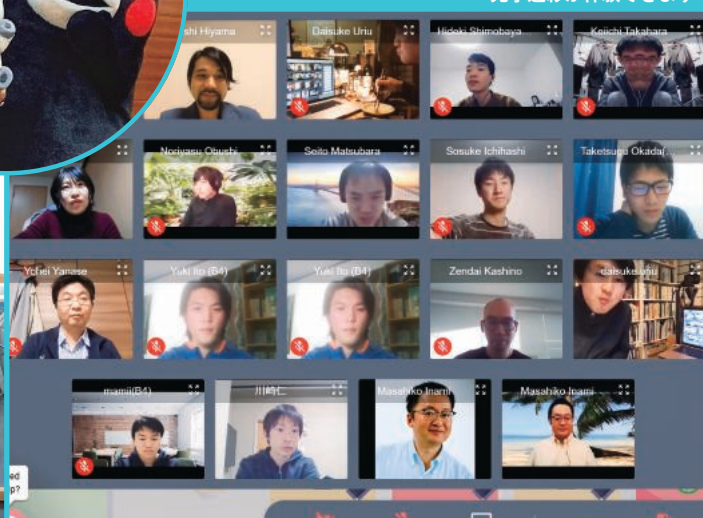 shi Hiyama
Daisuke Uriu
Hideki Shimobaya
Keiichi Takahara
Noriyasu Obushi
Seito Matsubara
Sosuke Ichihashi
Taketsugu Okada(...
Yohei Yanase
Yuki Ito (B4)
Yuki Ito (B4)
Zendai Kashino
daisukeuriu
mamii(B4)
川崎仁
Masahiko Inami
Masahiko Inami
ed
p?